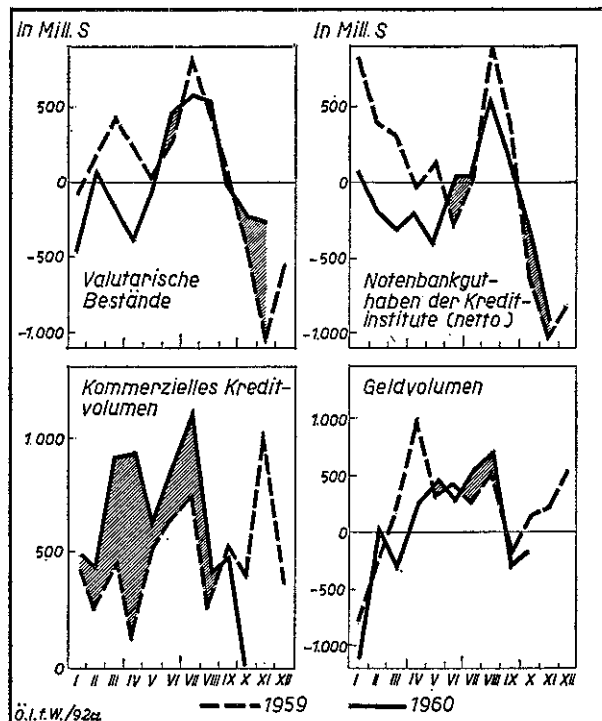 In Mill. S
500
0
-500
-1.000
Valutarische
Bestände
In Mill. S
500
0
-500
-1.000
Notenbankgut-
haben der Kredit-
institute (netto)
Kommerzielles Kredit-
volumen
1.000
500
0
I II III IV V VI VII VIII IX X XI XII
Geldvolumen
1.000
500
0
-500
-1.000
I II III IV V VI VII VIII IX X XI XII
Ö.I.f.W./92a
1959
1960